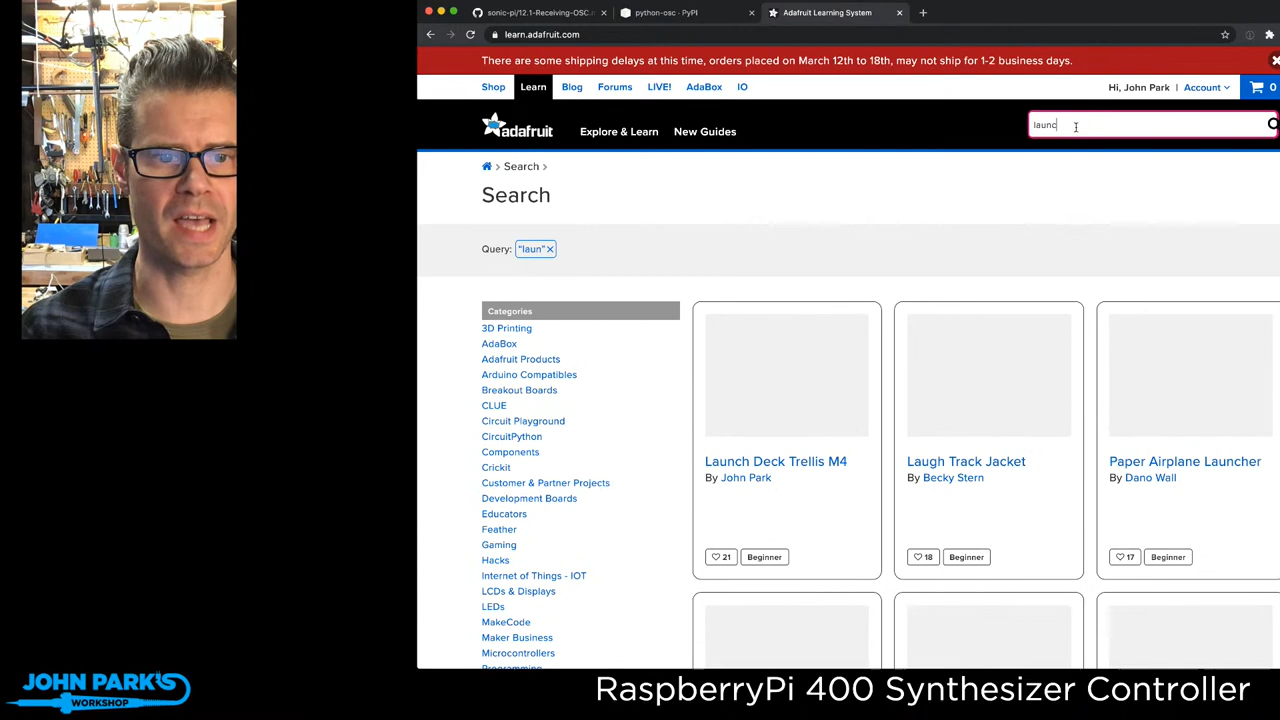 sonic-pi/12.1-Receiving-OSC.
python-osc · PyPI
Adafruit Learning System
learn.adafruit.com
There are some shipping delays at this time, orders placed on March 12th to 18th, may not ship for 1-2 business days.
Shop Learn Blog Forums LIVE! AdaBox IO
Hi, John Park | Account 0
adafruit Explore & Learn New Guides
launc
Search
Search
Query: "laun"
Categories
3D Printing
AdaBox
Adafruit Products
Arduino Compatibles
Breakout Boards
CLUE
Circuit Playground
CircuitPython
Components
Crickit
Customer & Partner Projects
Development Boards
Educators
Feather
Gaming
Hacks
Internet of Things - IOT
LCDs & Displays
LEDs
MakeCode
Maker Business
Microcontrollers
Programming
Launch Deck Trellis M4
By John Park
21 Beginner
Laugh Track Jacket
By Becky Stern
18 Beginner
Paper Airplane Launcher
By Dano Wall
17 Beginner
JOHN PARK'S
WORKSHOP
RaspberryPi 400 Synthesizer Controller